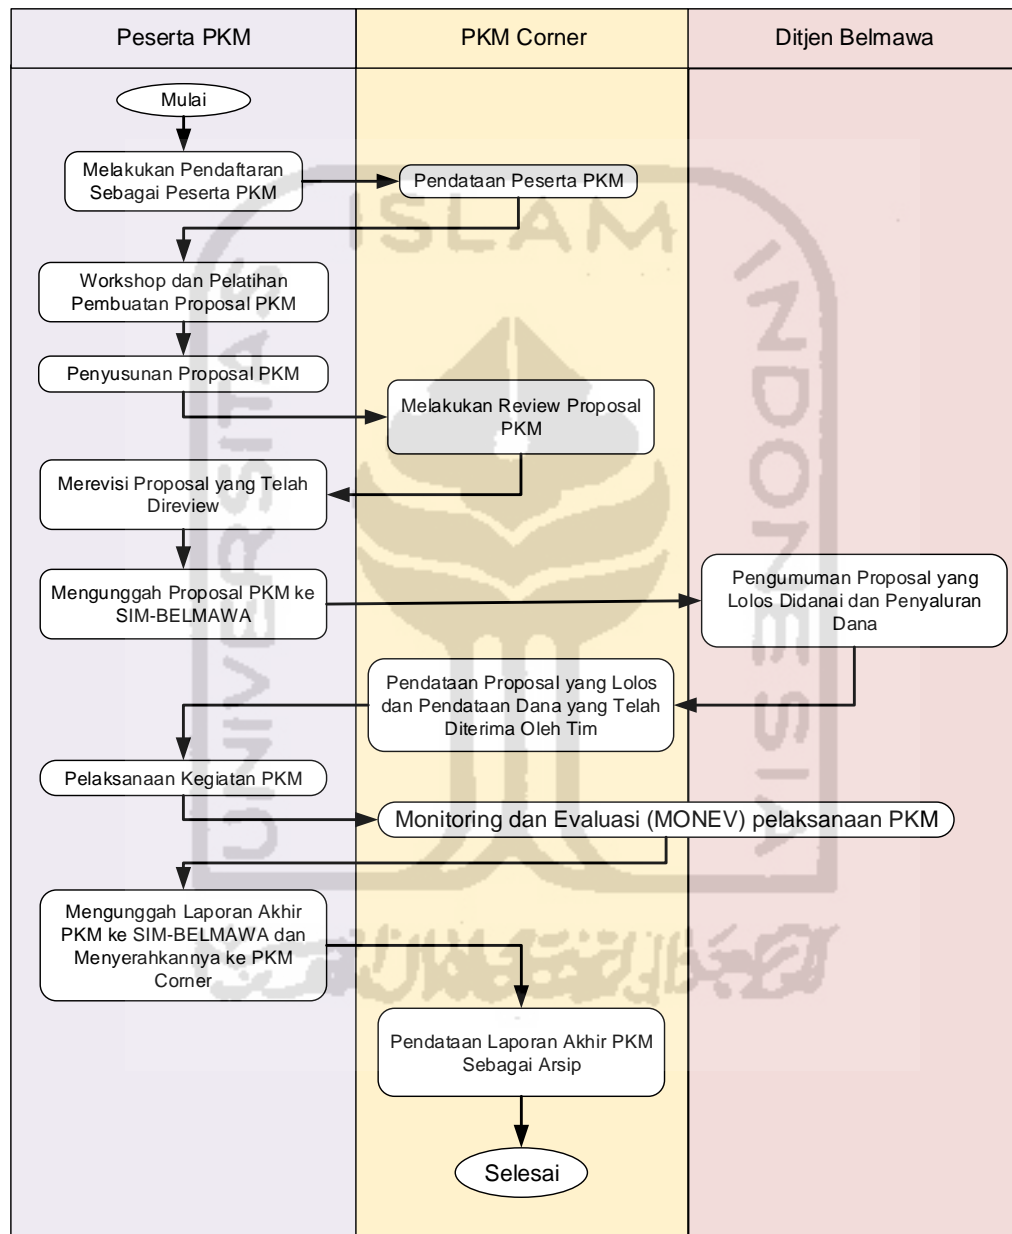 Peserta PKM
PKM Corner
Ditjen Belmawa
Mulai
Melakukan Pendaftaran
Sebagai Peserta PKM
Pendataan Peserta PKM
Workshop dan Pelatihan
Pembuatan Proposal PKM
Penyusunan Proposal PKM
Melakukan Review Proposal
PKM
Merevisi Proposal yang Telah
Direview
Mengunggah Proposal PKM ke
SIM-BELMAWA
Pengumuman Proposal yang
Lolos Didanai dan Penyaluran
Dana
Pendataan Proposal yang Lolos
dan Pendataan Dana yang Telah
Diterima Oleh Tim
Pelaksanaan Kegiatan PKM
Monitoring dan Evaluasi (MONEV) pelaksanaan PKM
Mengunggah Laporan Akhir
PKM ke SIM-BELMAWA dan
Menyerahkannya ke PKM
Corner
Pendataan Laporan Akhir PKM
Sebagai Arsip
Selesai
UNIVERSITAS
ISLAM
INDONESIA